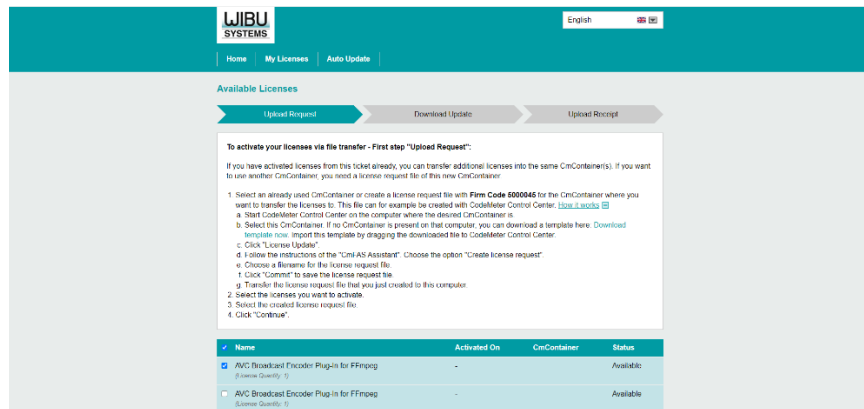 WIBU
SYSTEMS
English
Home My Licenses Auto Update
Available Licenses
Upload Request Download Update Upload Receipt
To activate your licenses via file transfer - First step "Upload Request":
If you have activated licenses from this ticket already, you can transfer additional licenses into the same CmContainer(s). If you want
to use another CmContainer, you need a license request file of this new CmContainer.
1. Select an already used CmContainer or create a license request file with Firm Code 5000045 for the CmContainer where you
want to transfer the licenses to. This file can for example be created with CodeMeter Control Center. How it works
a. Start CodeMeter Control Center on the computer where the desired CmContainer is.
b. Select this CmContainer. If no CmContainer is present on that computer, you can download a template here. Download
template now. Import this template by dragging the downloaded file to CodeMeter Control Center.
c. Click "License Update".
d. Follow the instructions of the "CmFAS Assistant". Choose the option "Create license request".
e. Choose a filename for the license request file.
f. Click "Commit" to save the license request file.
g. Transfer the license request file that you just created to this computer.
2. Select the licenses you want to activate.
3. Select the created license request file.
4. Click "Continue".
Name Activated On CmContainer Status
AVC Broadcast Encoder Plug-In for FFmpeg - Available
(License Quantity: 1)
AVC Broadcast Encoder Plug-In for FFmpeg - Available
(License Quantity: 1)